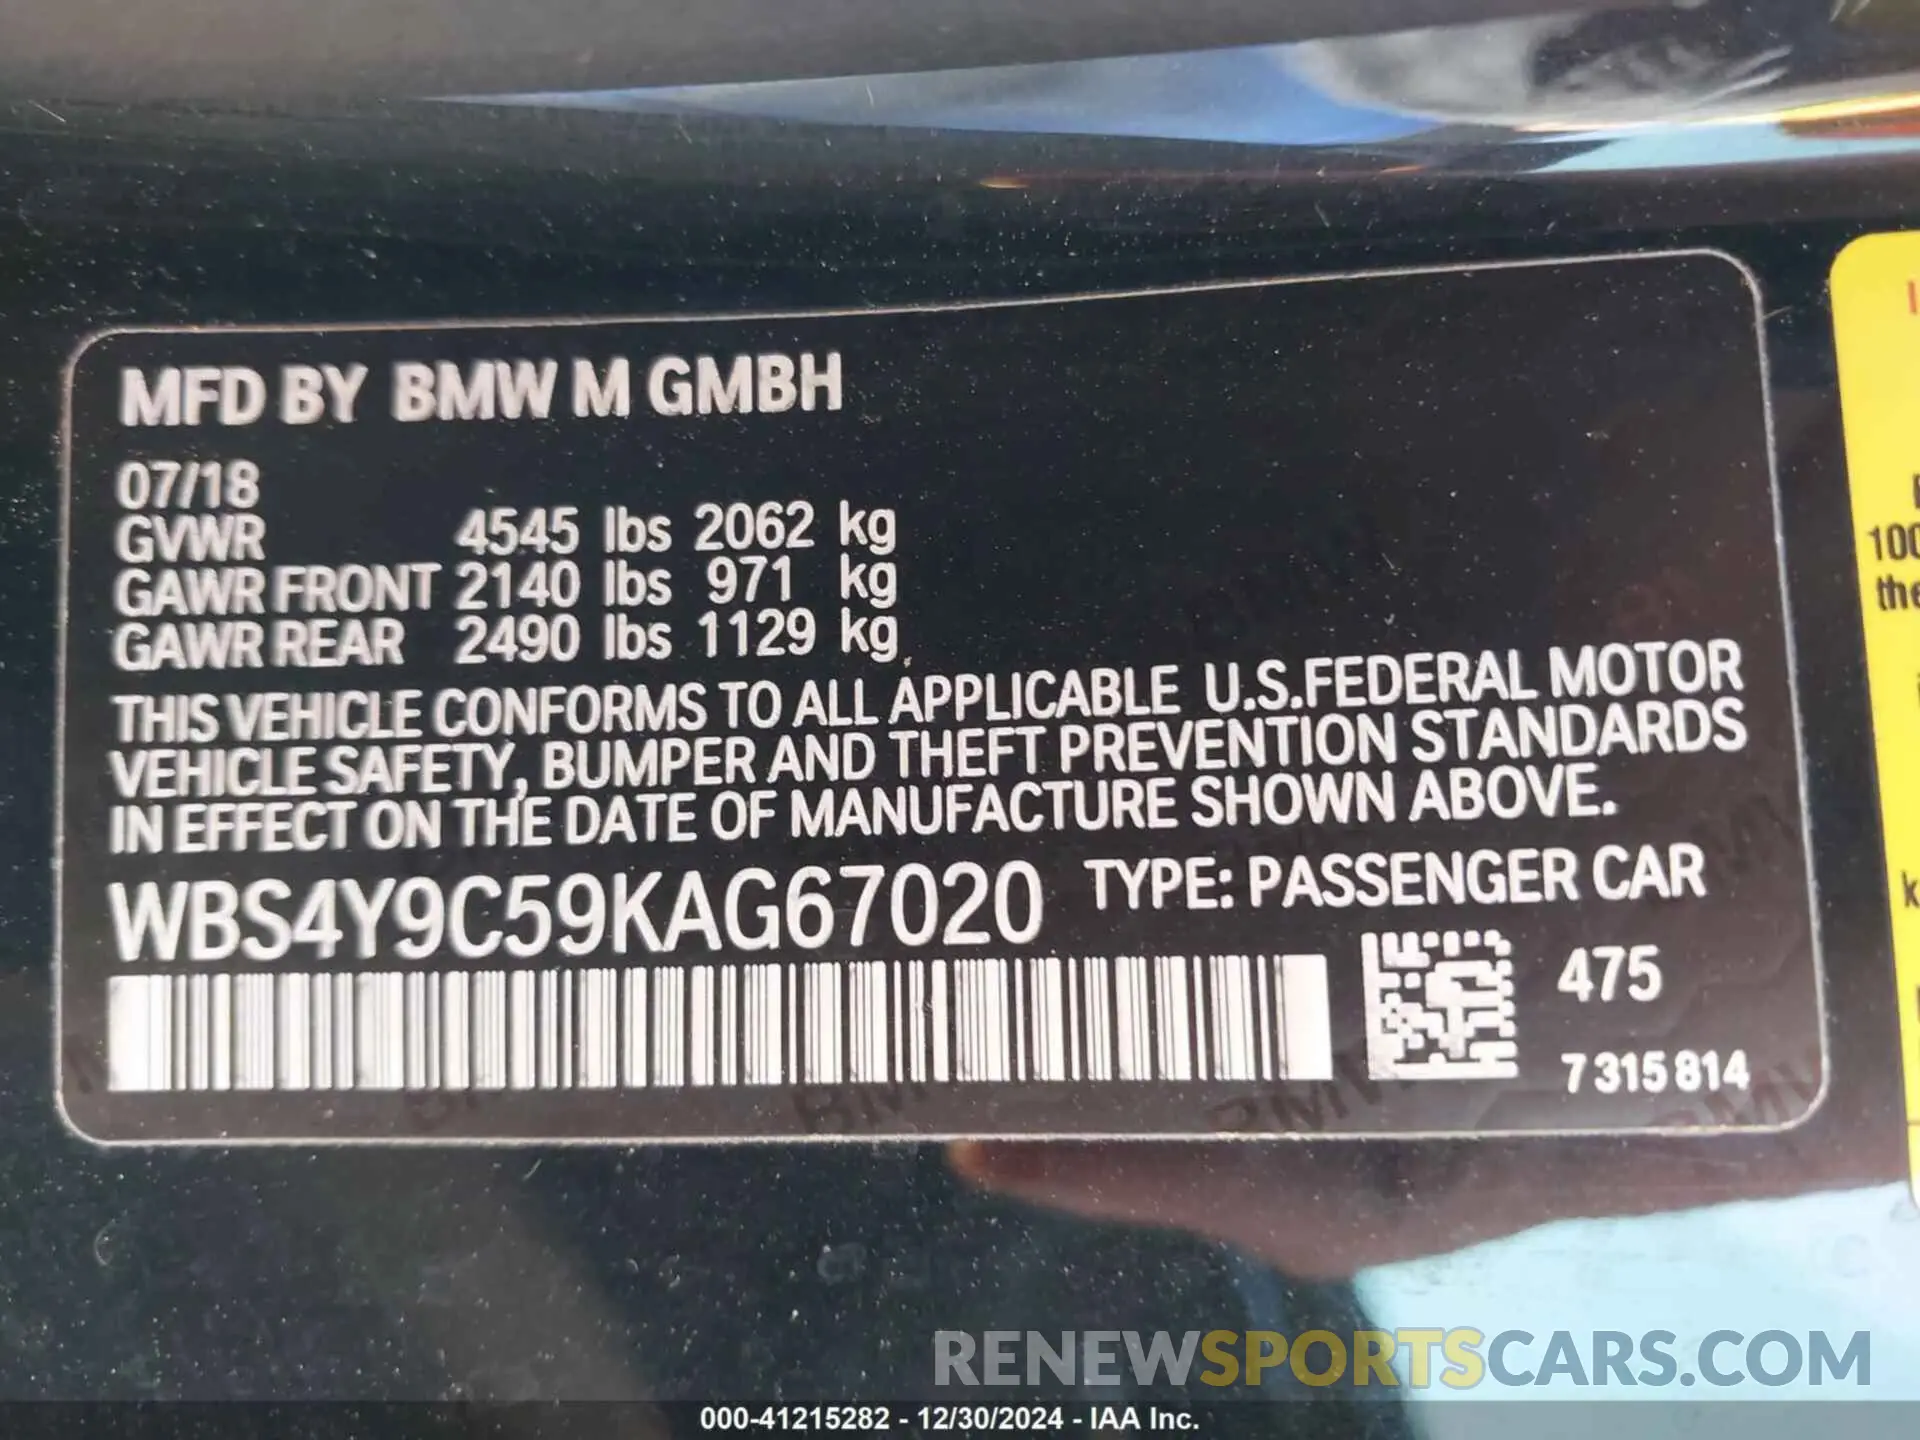 MFD BY BMW M GMBH
07/18
GVWR 4545 lbs 2062 kg
GAWR FRONT 2140 lbs 971 kg
GAWR REAR 2490 lbs 1129 kg
THIS VEHICLE CONFORMS TO ALL APPLICABLE U.S.FEDERAL MOTOR
VEHICLE SAFETY, BUMPER AND THEFT PREVENTION STANDARDS
IN EFFECT ON THE DATE OF MANUFACTURE SHOWN ABOVE.
WBS4Y9C59KAG67020 TYPE: PASSENGER CAR
475
7 315 814
100
the
RENEWSPORTSCARS.COM
000-41215282 - 12/30/2024 - IAA Inc.